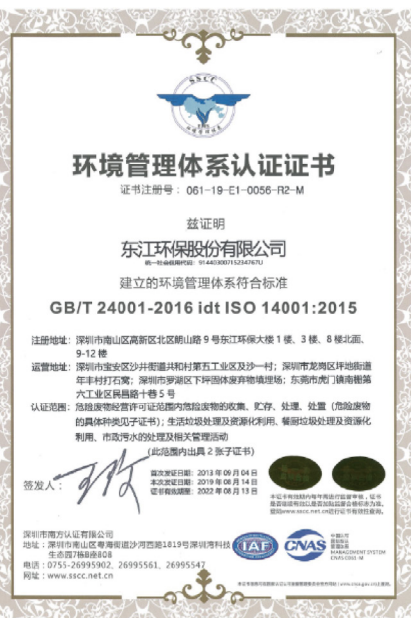 SSCC
环境管理体系认证证书
证书注册号：061-19-E1-0056-R2-M
兹证明
东江环保股份有限公司
统一社会信用代码：91440300715234767U
建立的环境管理体系符合标准
GB/T 24001-2016 idt ISO 14001:2015
注册地址：深圳市南山区高新区北区朗山路9号东江环保大楼1楼、3楼、8楼北面、
9-12楼
运营地址：深圳市宝安区沙井街道共和村第五工业区及沙一村；深圳市龙岗区坪地街道
年丰村打石窝；深圳市罗湖区下坪固体废弃物填埋场；东莞市虎门镇南栅第
六工业区民昌路十巷5号
认证范围：危险废物经营许可证范围内危险废物的收集、贮存、处理、处置（危险废物
的具体种类见子证书）；生活垃圾处理及资源化利用、餐厨垃圾处理及资源化
利用、市政污水的处理及相关管理活动
(此范围内出具2张子证书)
首次发证日期：2013年09月04日
本次发证日期：2019年08月14日
证书有效期至：2022年08月13日
签发人：
深圳市南方认证有限公司
地址：深圳市南山区粤海街道沙河西路1819号深圳湾科技
生态园7栋B座808
电话：0755-26995902、26995561、26995547
网址：www.sscc.net.cn
IAF
CNAS
MANAGEMENT SYSTEM